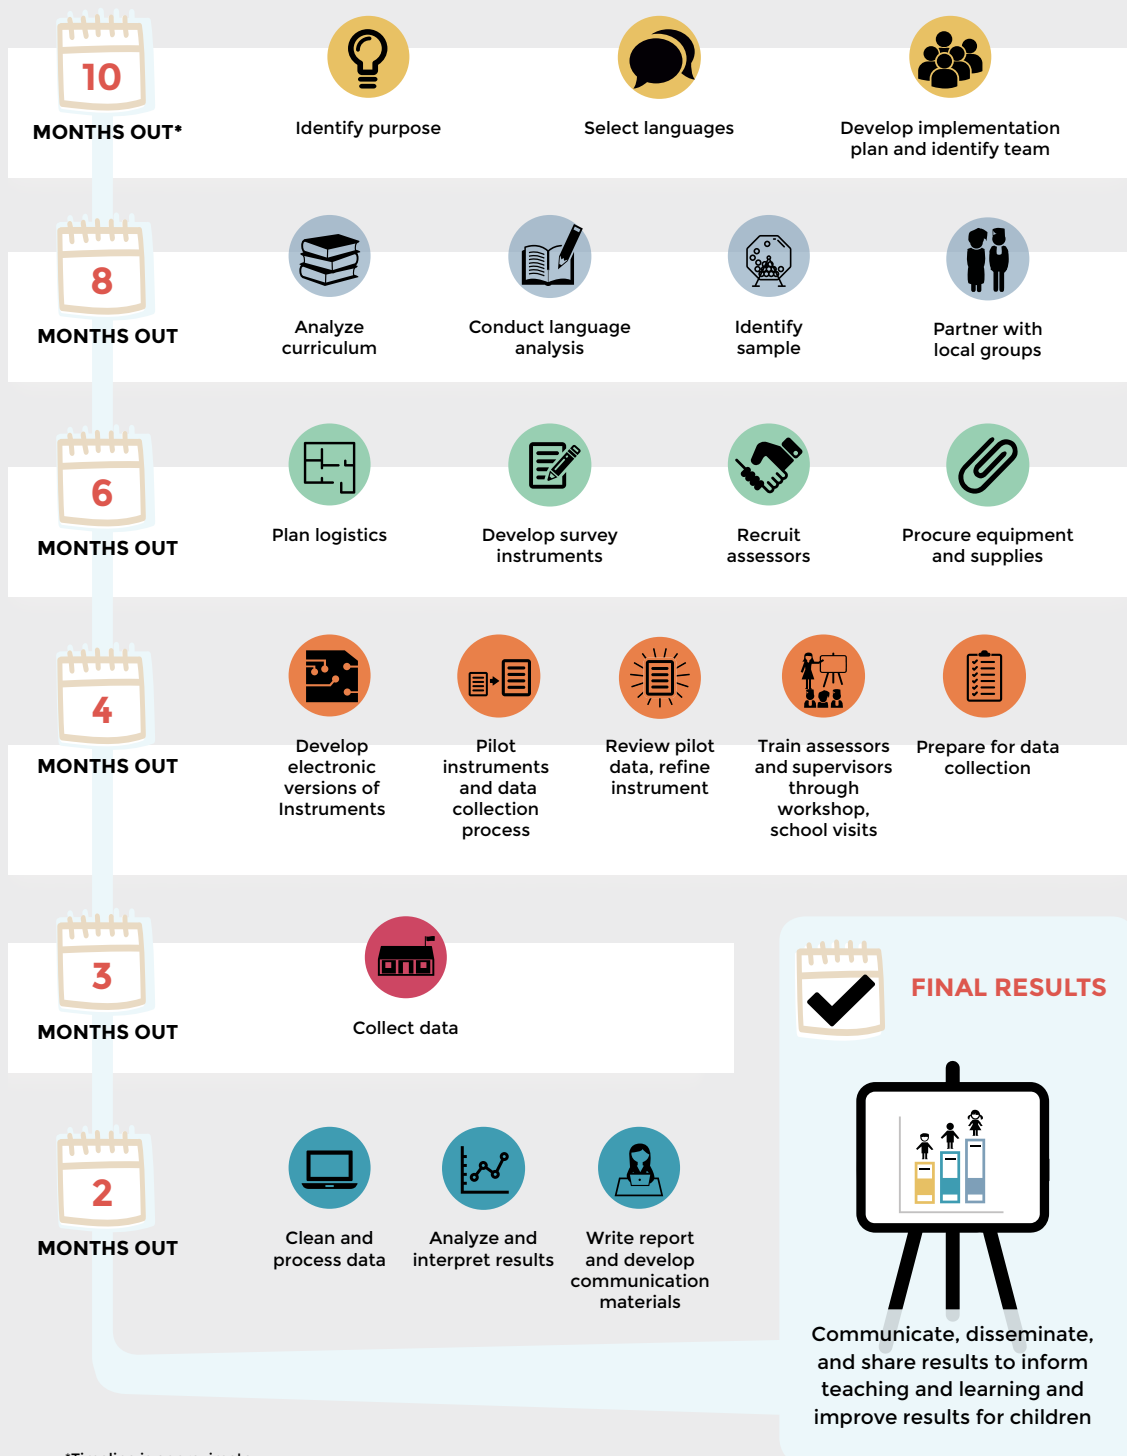 10
MONTHS OUT*
Identify purpose
Select languages
Develop implementation
plan and identify team
8
MONTHS OUT
Analyze
curriculum
Conduct language
analysis
Identify
sample
Partner with
local groups
6
MONTHS OUT
Plan logistics
Develop survey
instruments
Recruit
assessors
Procure equipment
and supplies
4
MONTHS OUT
Develop
electronic
versions of
Instruments
Pilot
instruments
and data
collection
process
Review pilot
data, refine
instrument
Train assessors
and supervisors
through
workshop,
school visits
Prepare for data
collection
3
MONTHS OUT
Collect data
2
MONTHS OUT
Clean and
process data
Analyze and
interpret results
Write report
and develop
communication
materials
FINAL RESULTS
Communicate, disseminate,
and share results to inform
teaching and learning and
improve results for children
*Timeline is approximate